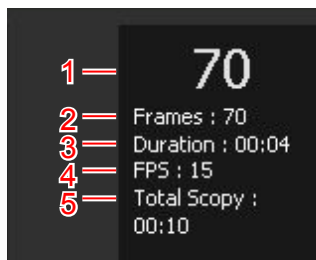 1 70
2 Frames : 70
3 Duration : 00:04
4 FPS : 15
5 Total Scopy :
00:10